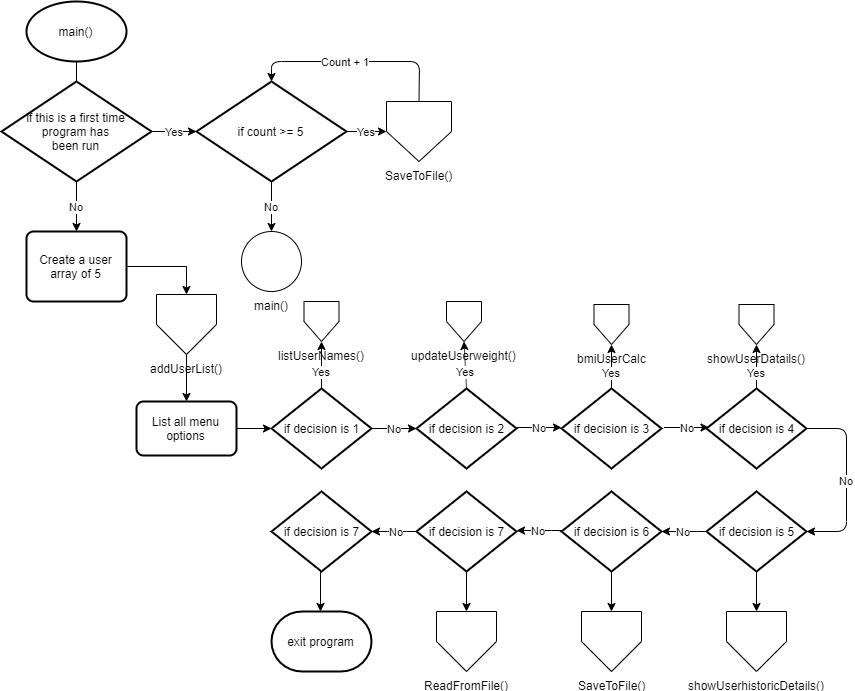 main()
Count + 1
if this is a first time
program has
been run
Yes
if count >= 5
Yes
SaveToFile()
No
No
Create a user
array of 5
main()
addUserList()
listUserNames()
updateUserweight()
bmiUserCalc
showUserDatails()
Yes
Yes
Yes
Yes
List all menu
options
if decision is 1
No
if decision is 2
No
if decision is 3
No
if decision is 4
No
if decision is 7
No
if decision is 7
No
if decision is 6
No
if decision is 5
exit program
ReadFromFile()
SaveToFile()
showUserhistoricDetails()